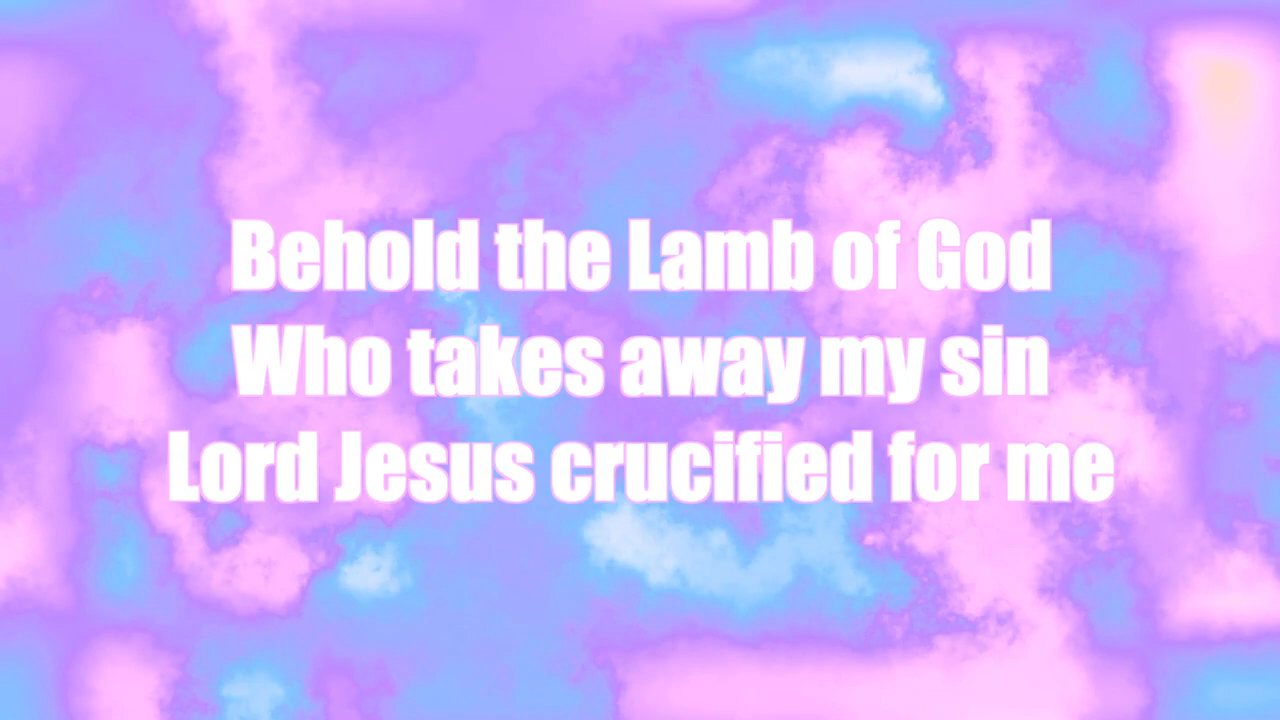 Behold the Lamb of God
Who takes away my sin
Lord Jesus crucified for me